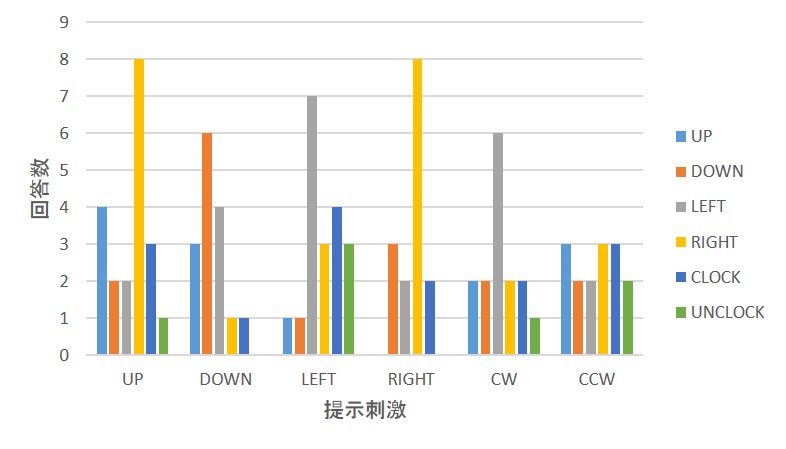 9
8
7
6
5
4
3
2
1
0
回答数
UP DOWN LEFT RIGHT CW CCW
提示刺激
UP
DOWN
LEFT
RIGHT
CLOCK
UNCLOCK